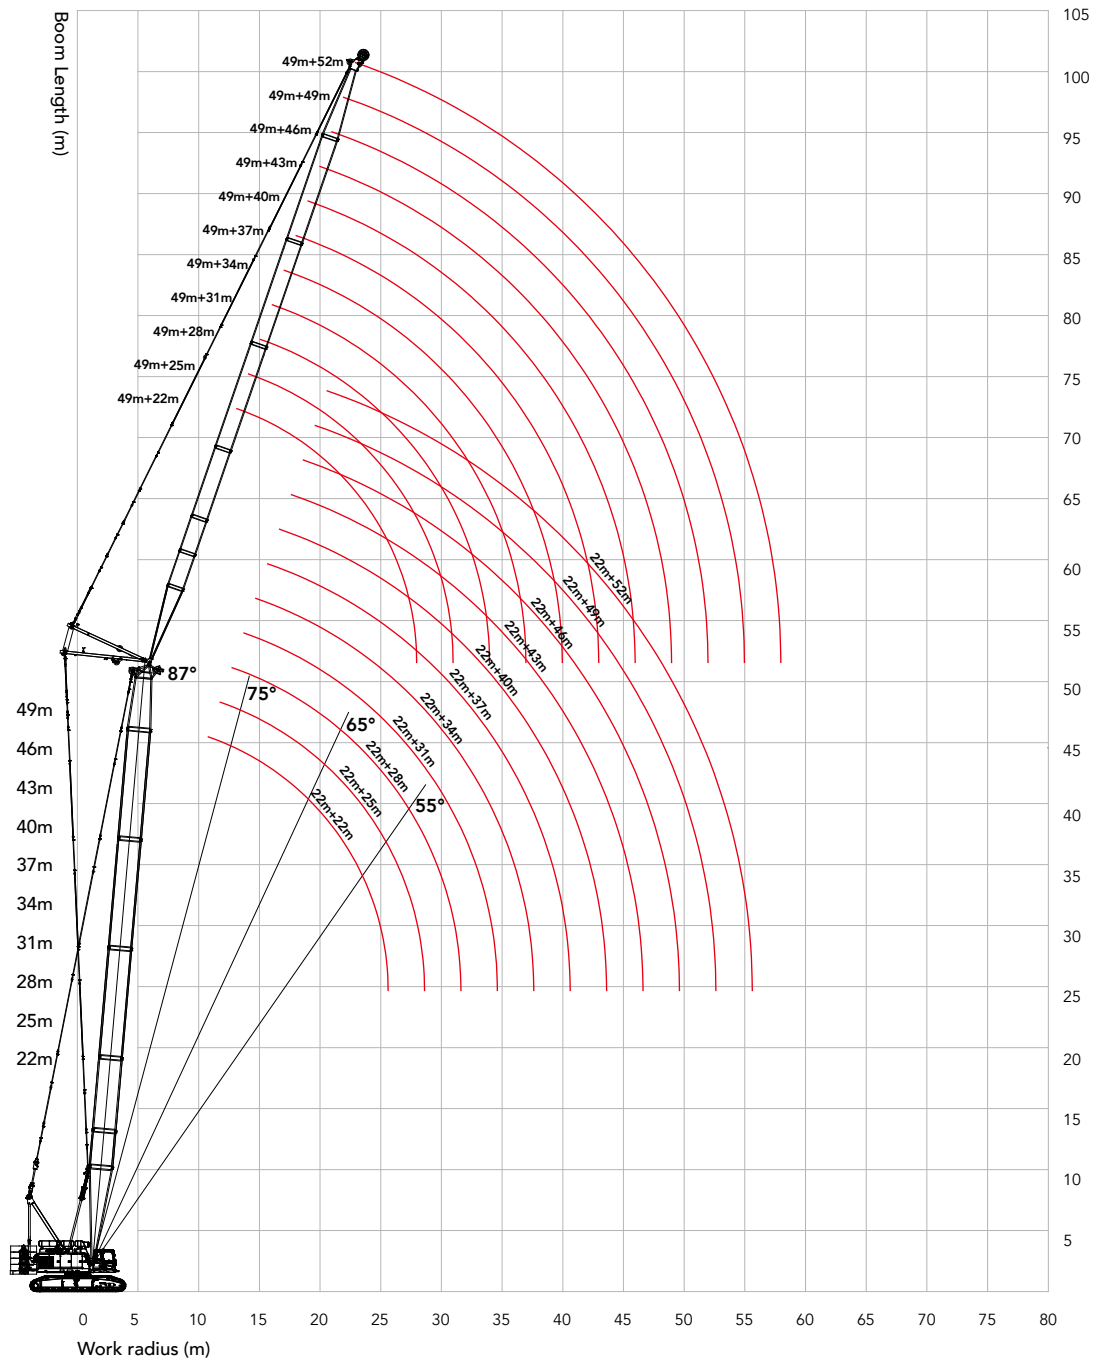 Boom Length (m)
105
100
95
90
85
80
75
70
65
60
55
50
45
40
35
30
25
20
15
10
5
49m+52m
49m+49m
49m+46m
49m+43m
49m+40m
49m+37m
49m+34m
49m+31m
49m+28m
49m+25m
49m+22m
22m+52m
22m+49m
22m+46m
22m+43m
22m+40m
22m+37m
22m+34m
22m+31m
22m+28m
22m+25m
22m+22m
87°
75°
65°
55°
49m
46m
43m
40m
37m
34m
31m
28m
25m
22m
0 5 10 15 20 25 30 35 40 45 50 55 60 65 70 75 80
Work radius (m)